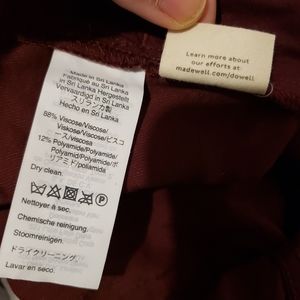 Made in Sri Lanka
Fabriqué au Sri Lanka
In Sri Lanka Hergestellt
Vervaardigd in Sri Lanka
スリランカ製
Hecho en Sri Lanka
88% Viscose/Viscose/
Viskose/Viscose/ビスコ
ース/viscosa
12% Polyamide/Polyamide/
Polyamid/Polyamide/ポ
リアミド/poliamida
Dry clean.
Nettoyer à sec.
Chemische reinigung.
Stoomreinigen.
ドライクリーニング。
Lavar en seco.
Learn more about
our efforts at
madewell.com/dowell